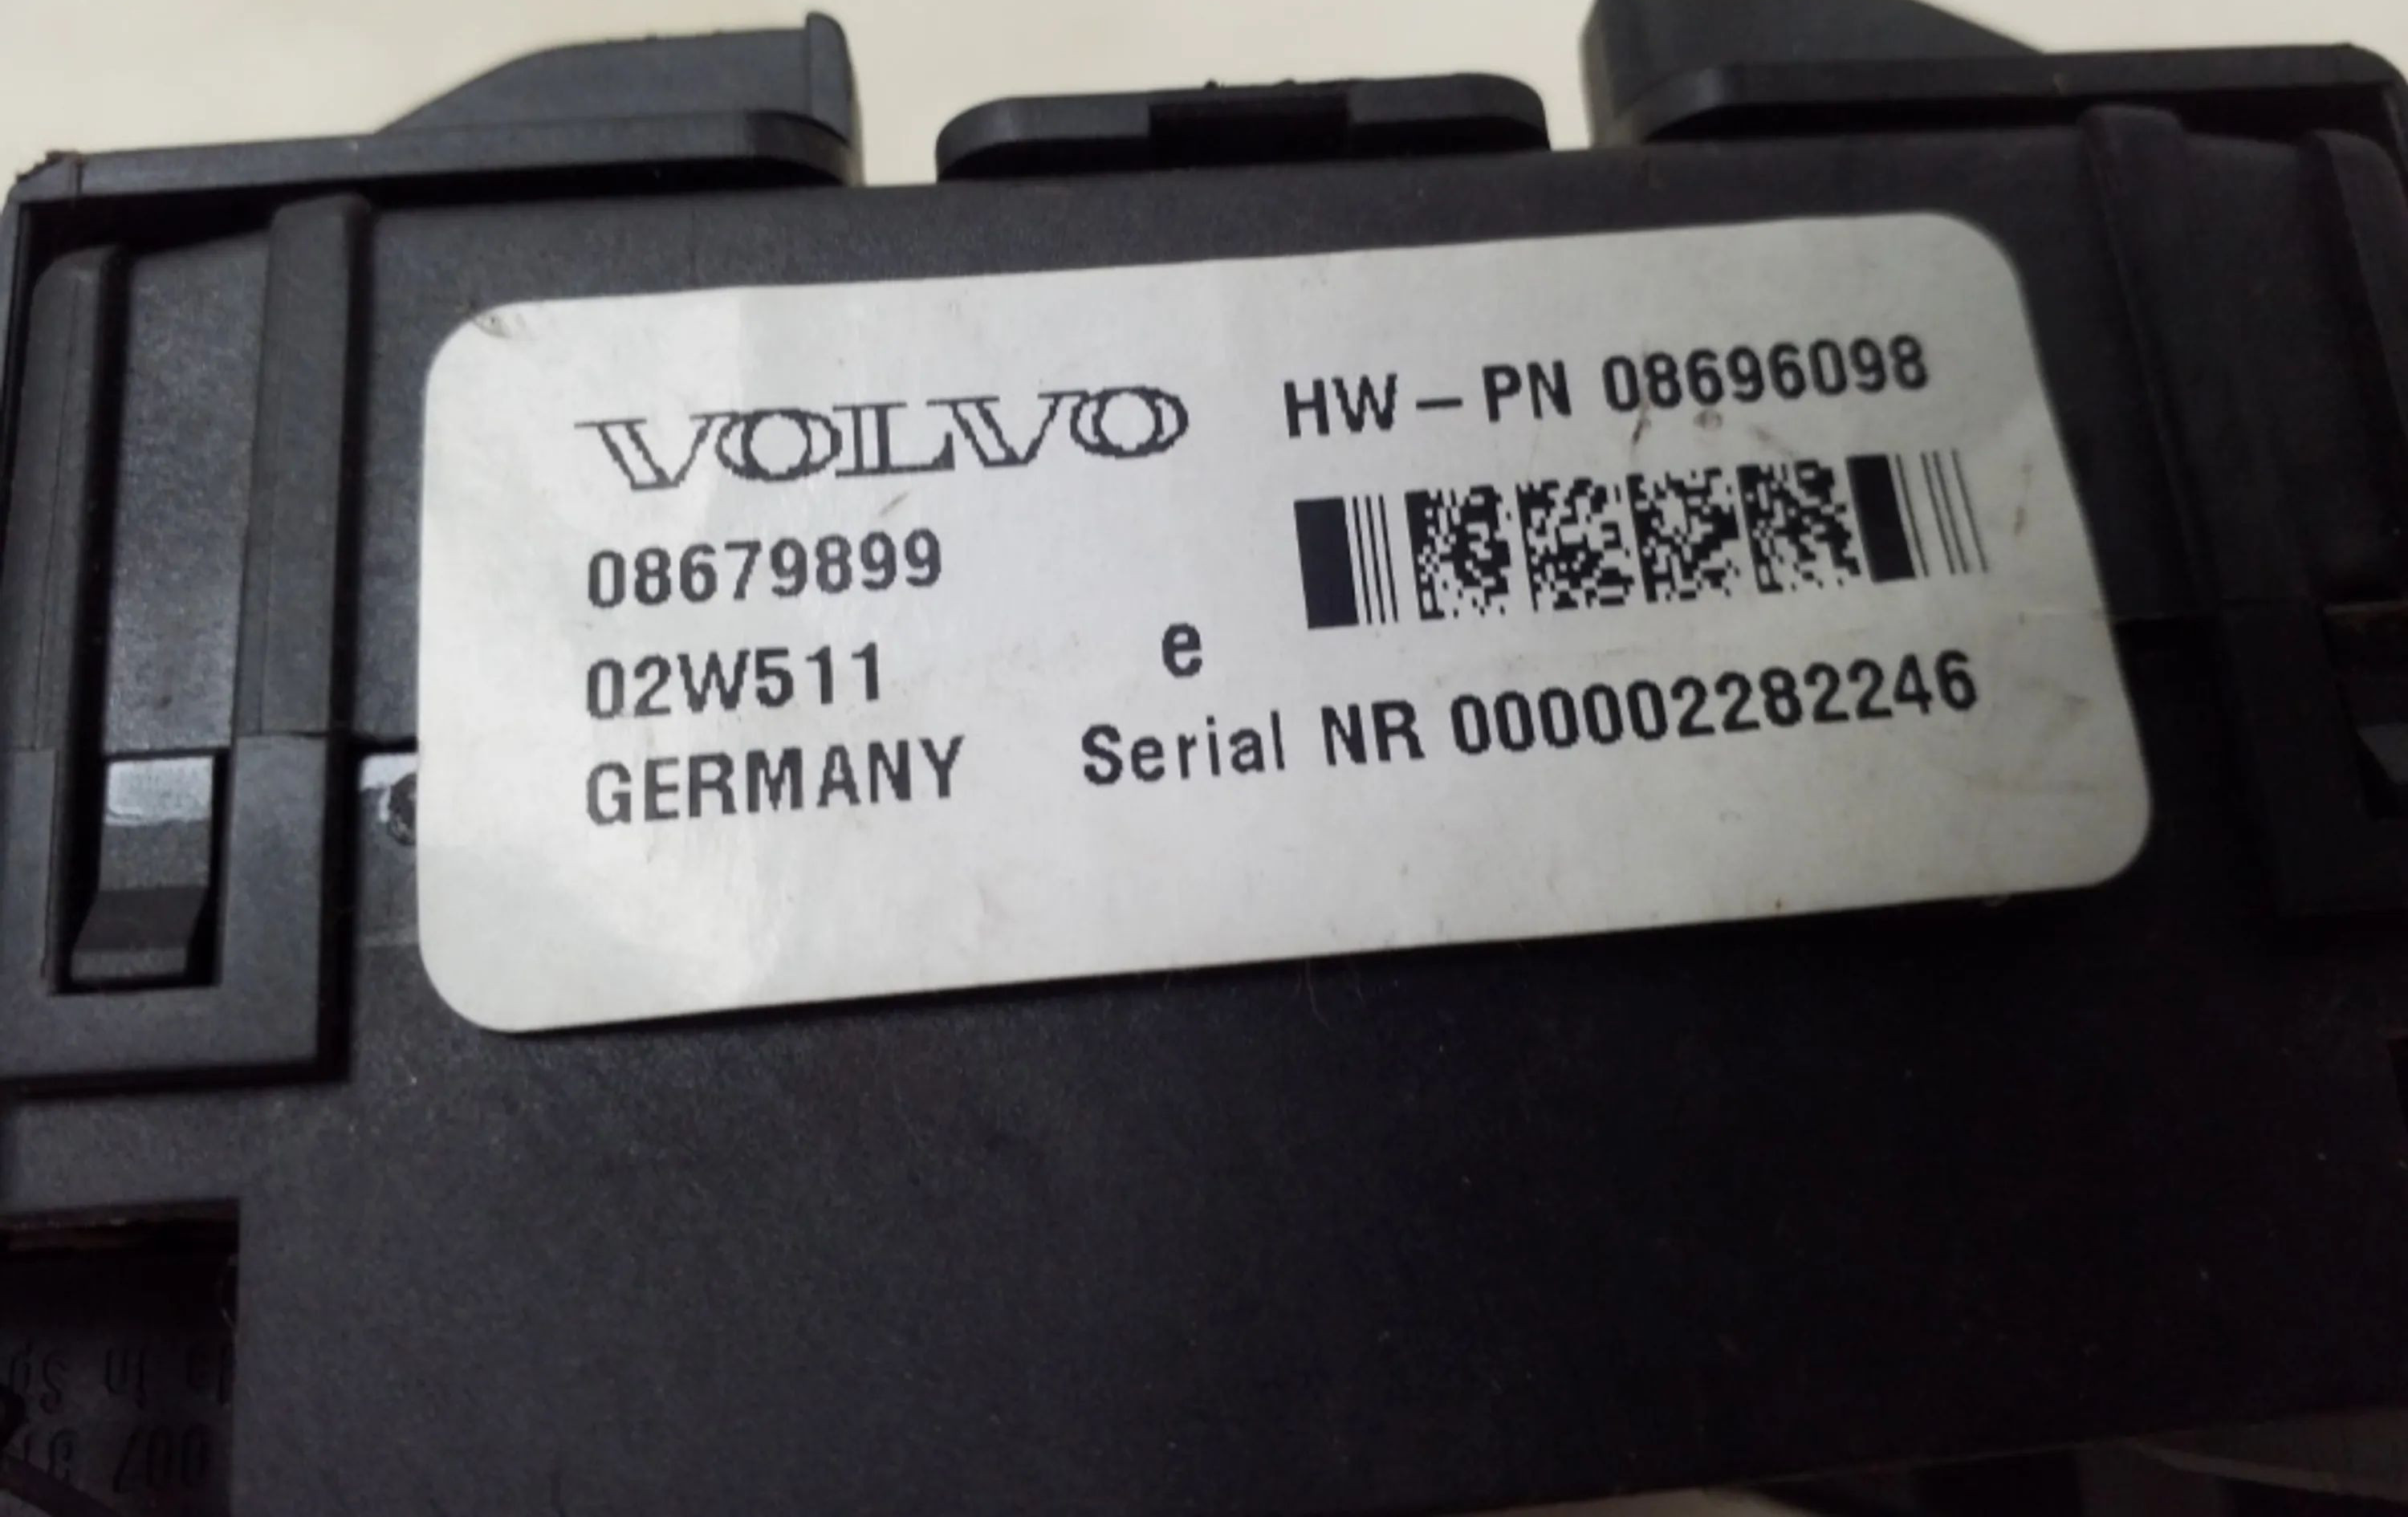 VOLVO
HW-PN 08696098
08679899
02W511
e
GERMANY
Serial NR 000002282246